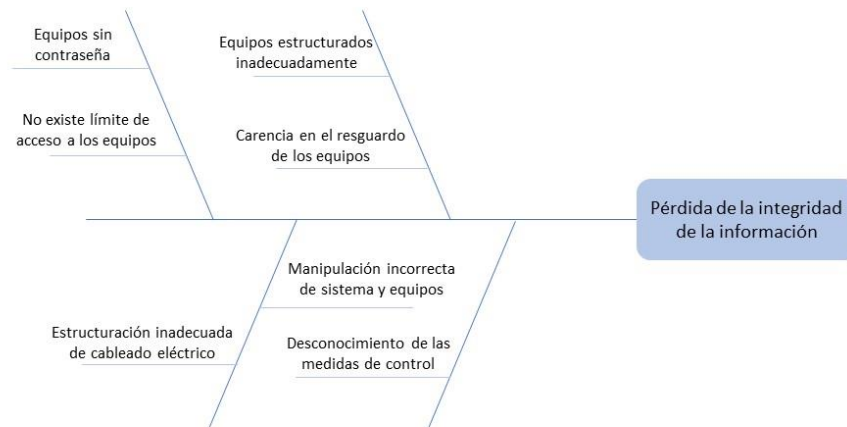 Equipos sin
contraseña
No existe límite de
acceso a los equipos
Equipos estructurados
inadecuadamente
Carencia en el resguardo
de los equipos
Pérdida de la integridad
de la información
Estructuración inadecuada
de cableado eléctrico
Manipulación incorrecta
de sistema y equipos
Desconocimiento de las
medidas de control